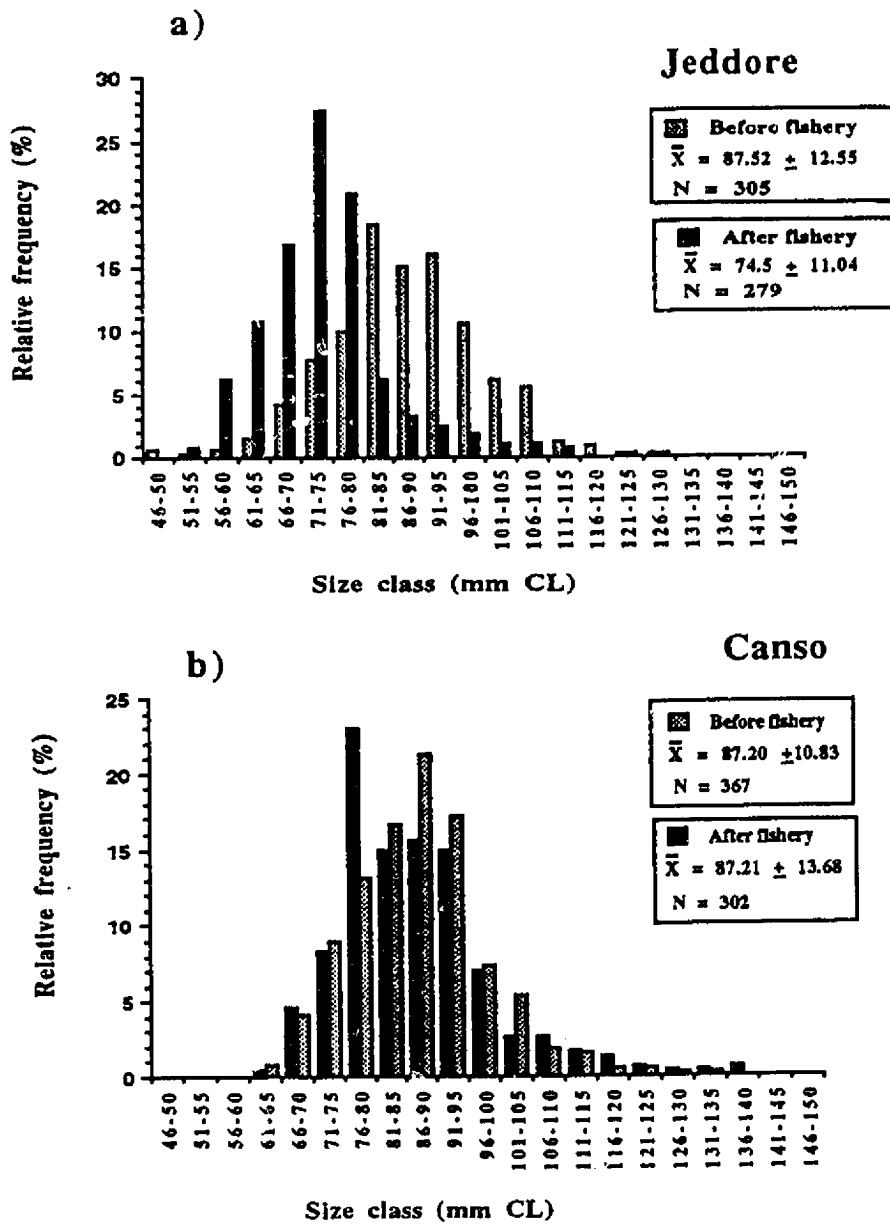 a)
Jeddore
Relative frequency (%)
30
25
20
15
10
5
0
Before fishery
X̄ = 87.52 ± 12.55
N = 305
After fishery
X̄ = 74.5 ± 11.04
N = 279
46-50
51-55
56-60
61-65
66-70
71-75
76-80
81-85
86-90
91-95
96-100
101-105
106-110
111-115
116-120
121-125
126-130
131-135
136-140
141-145
146-150
Size class (mm CL)
b)
Canso
Relative frequency (%)
25
20
15
10
5
0
Before fishery
X̄ = 87.20 ±10.83
N = 367
After fishery
X̄ = 87.21 ± 13.68
N = 302
46-50
51-55
56-60
61-65
66-70
71-75
76-80
81-85
86-90
91-95
96-100
101-105
106-110
111-115
116-120
121-125
126-130
131-135
136-140
141-145
146-150
Size class (mm CL)